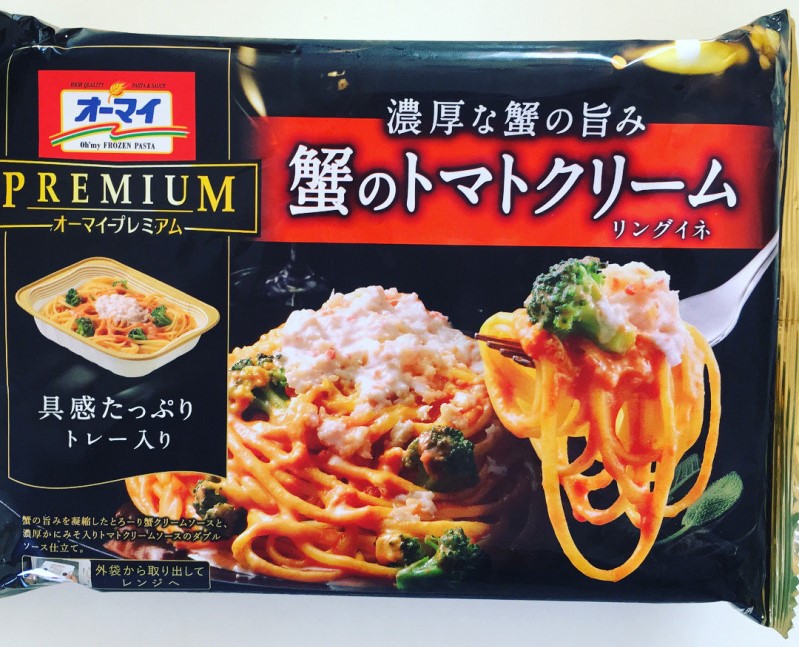 HIGH QUALITY PASTA & SAUCE
オーマイ
Oh'my FROZEN PASTA
PREMIUM
オーマイプレミアム
具感たっぷり
トレー入り
濃厚な蟹の旨み
蟹のトマトクリーム
リングイネ
蟹の旨みを凝縮したとろーり蟹クリームソースと、
濃厚かにみそ入りトマトクリームソースのダブル
ソース仕立て。
外袋から取り出して
レンジへ